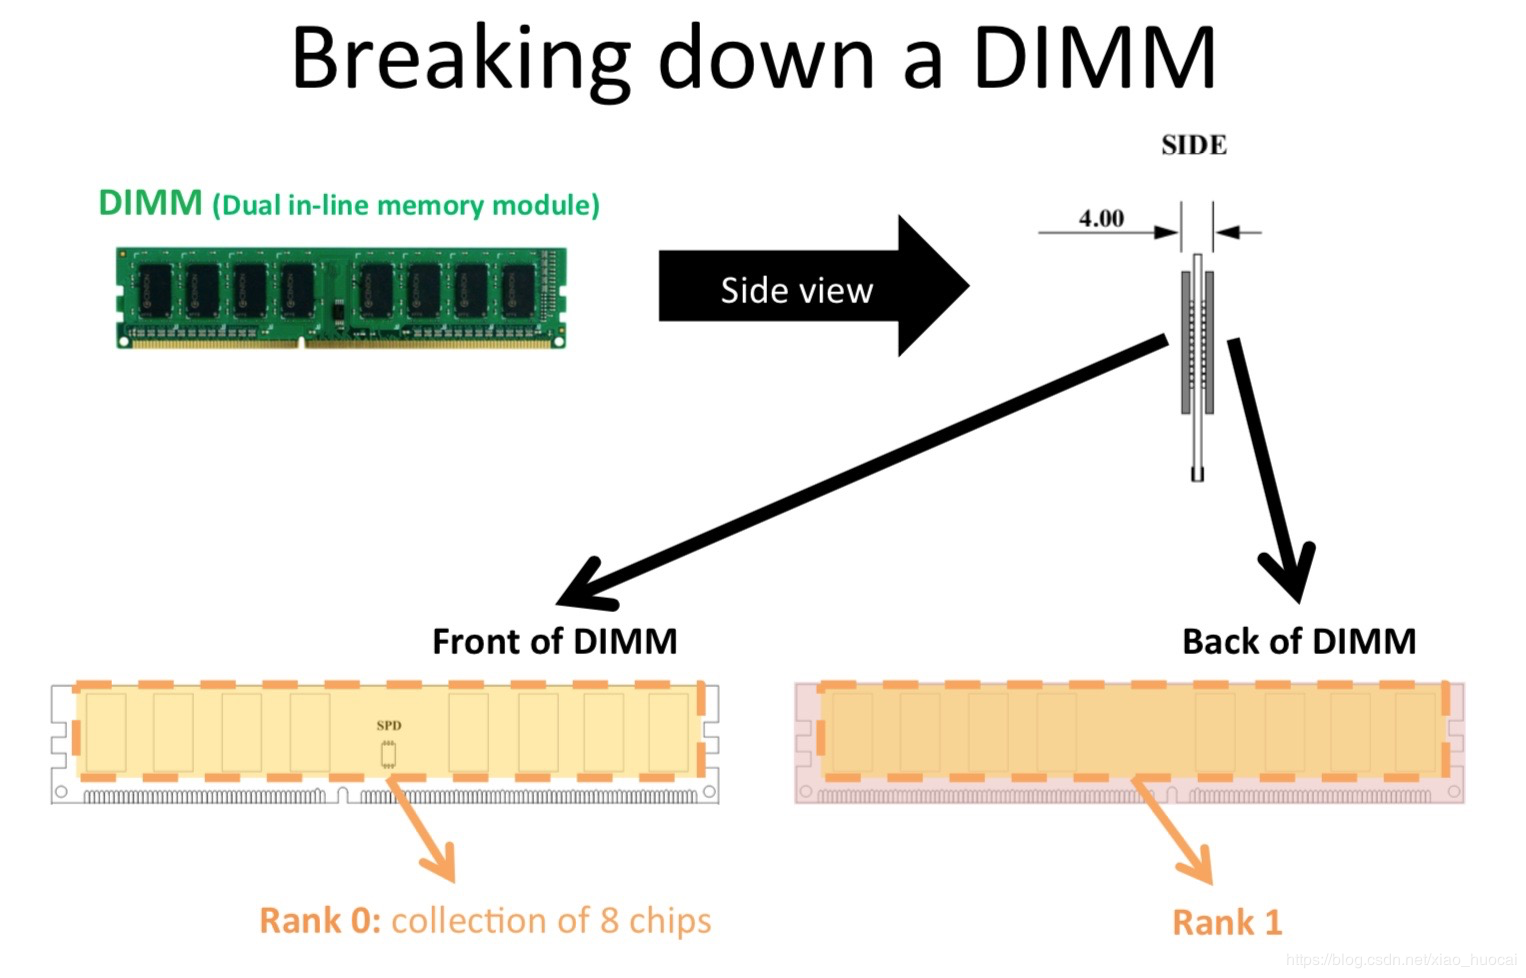 Breaking down a DIMM
SIDE
DIMM (Dual in-line memory module)
4.00
Side view
Front of DIMM
Back of DIMM
SPD
Rank 0: collection of 8 chips
Rank 1
https://blog.csdn.net/xiao_huocai